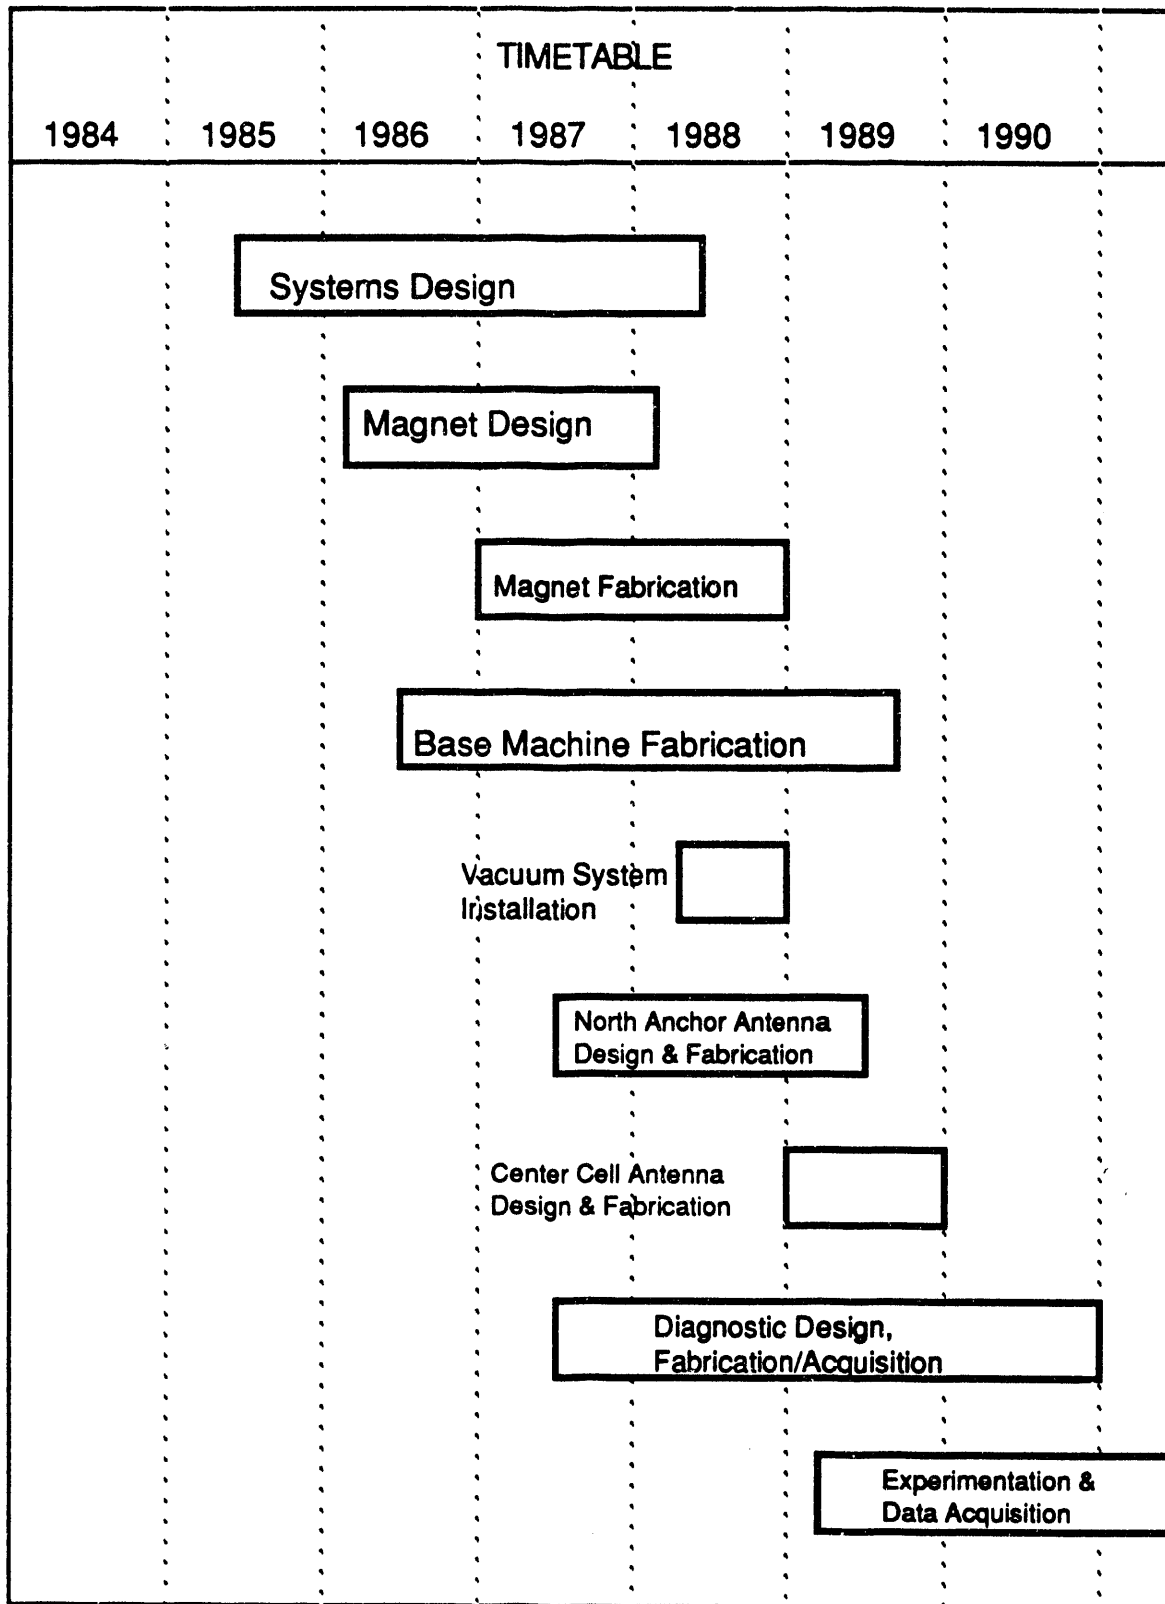 TIMETABLE
1984 1985 1986 1987 1988 1989 1990
Systems Design
Magnet Design
Magnet Fabrication
Base Machine Fabrication
Vacuum System
Installation
North Anchor Antenna
Design & Fabrication
Center Cell Antenna
Design & Fabrication
Diagnostic Design,
Fabrication/Acquisition
Experimentation &
Data Acquisition